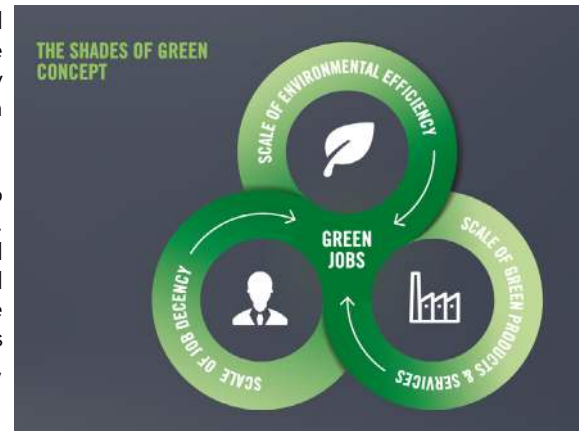 THE SHADES OF GREEN
CONCEPT
SCALE OF ENVIRONMENTAL EFFICIENCY
GREEN
JOBS
SCALE OF JOB DECENCY
SCALE OF GREEN PRODUCTS & SERVICES